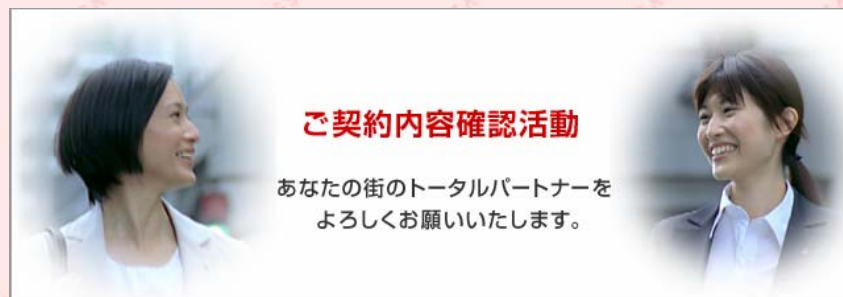 ご契約内容確認活動
あなたの街のトータルパートナーを
よろしくお願いいたします。